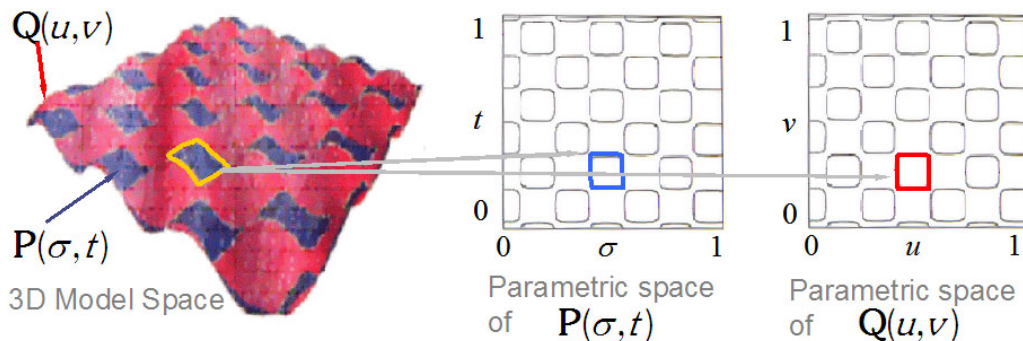 Q(u,v)
P(σ,t)
3D Model Space
1
t
0
0
σ
1
Parametric space
of P(σ,t)
1
v
0
0
u
1
Parametric space
of Q(u,v)